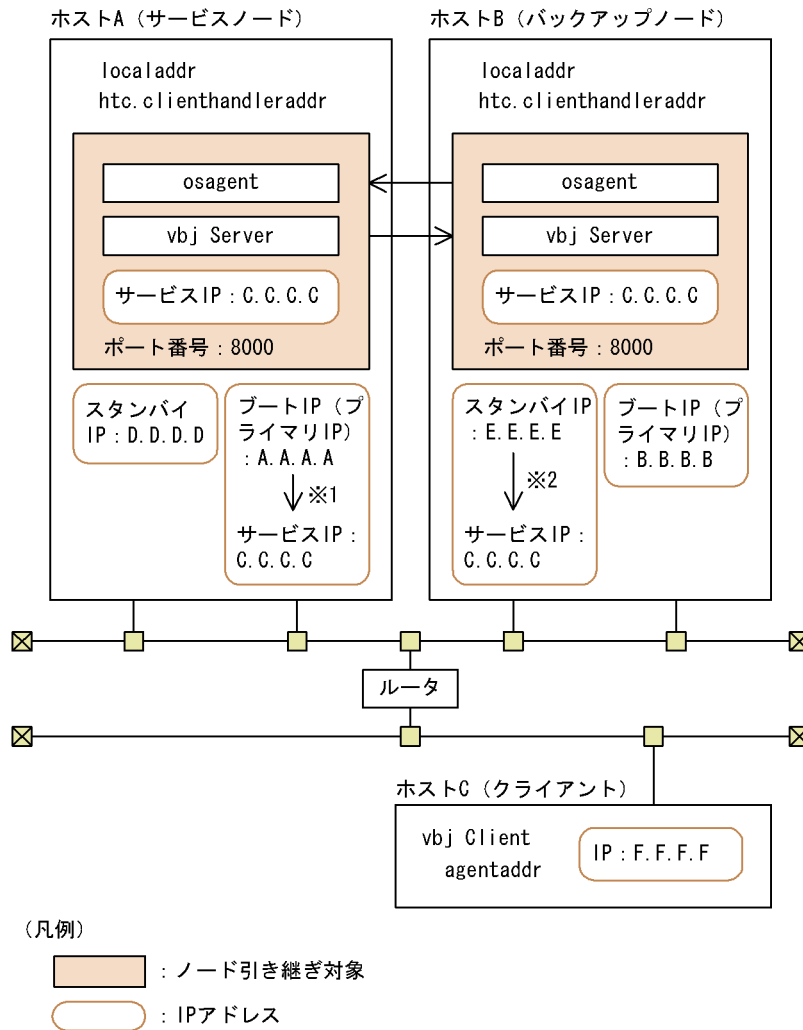 ホストA（サービスノード）
localaddr
htc.clienthandleraddr
osagent
vbj Server
サービスIP：C.C.C.C
ポート番号：8000
スタンバイ
IP：D.D.D.D
ブートIP（プ
ライマリIP）
：A.A.A.A
※1
サービスIP：
C.C.C.C
ホストB（バックアップノード）
localaddr
htc.clienthandleraddr
osagent
vbj Server
サービスIP：C.C.C.C
ポート番号：8000
スタンバイIP
：E.E.E.E
※2
サービスIP：
C.C.C.C
ブートIP（プ
ライマリIP）
：B.B.B.B
ルータ
ホストC（クライアント）
vbj Client
agentaddr
IP：F.F.F.F
（凡例）
：ノード引き継ぎ対象
：IPアドレス